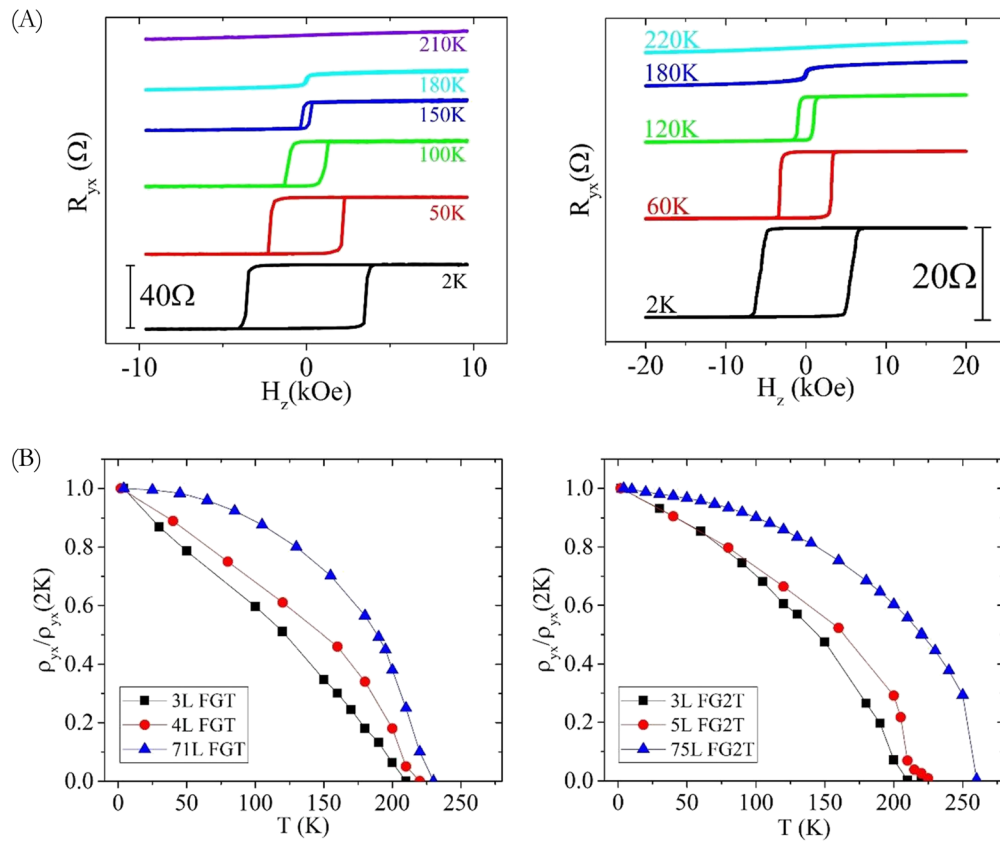 (A)
210K
180K
150K
100K
50K
2K
40Ω
R_yx (Ω)
-10 0 10
H_z(kOe)
220K
180K
120K
60K
2K
20Ω
R_yx (Ω)
-20 -10 0 10 20
H_z (kOe)
(B)
1.0
0.8
0.6
0.4
0.2
0.0
ρ_yx/ρ_yx(2K)
3L FGT
4L FGT
71L FGT
0 50 100 150 200 250
T (K)
1.0
0.8
0.6
0.4
0.2
0.0
ρ_yx/ρ_yx(2K)
3L FG2T
5L FG2T
75L FG2T
0 50 100 150 200 250
T (K)